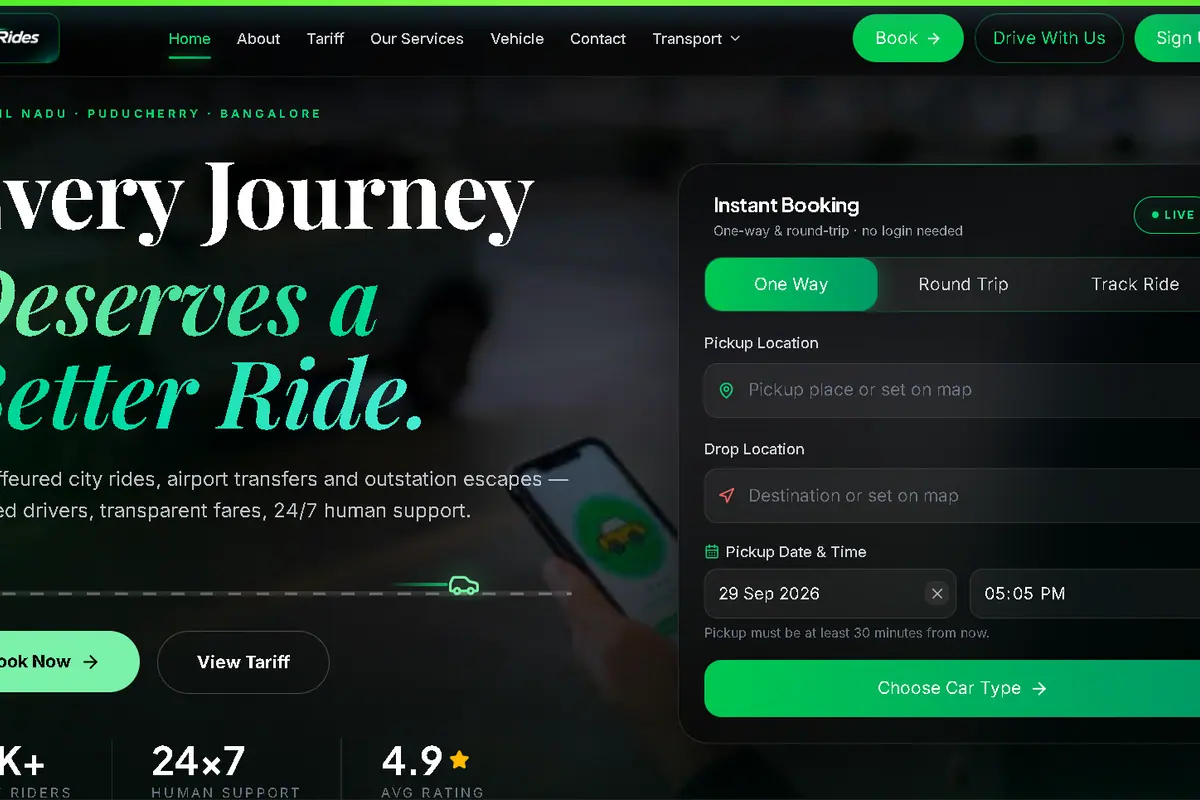 Rides
Home
About
Tariff
Our Services
Vehicle
Contact
Transport
Book →
Drive With Us
Sign
NADU · PUDUCHERRY · BANGALORE
very Journey
Deserves a
Better Ride.
ffeured city rides, airport transfers and outstation escapes —
ed drivers, transparent fares, 24/7 human support.
ook Now →
View Tariff
K+
RIDERS
24×7
HUMAN SUPPORT
4.9
AVG RATING
Instant Booking
One-way & round-trip · no login needed
LIVE
One Way
Round Trip
Track Ride
Pickup Location
Pickup place or set on map
Drop Location
Destination or set on map
Pickup Date & Time
29 Sep 2026
05:05 PM
Pickup must be at least 30 minutes from now.
Choose Car Type →